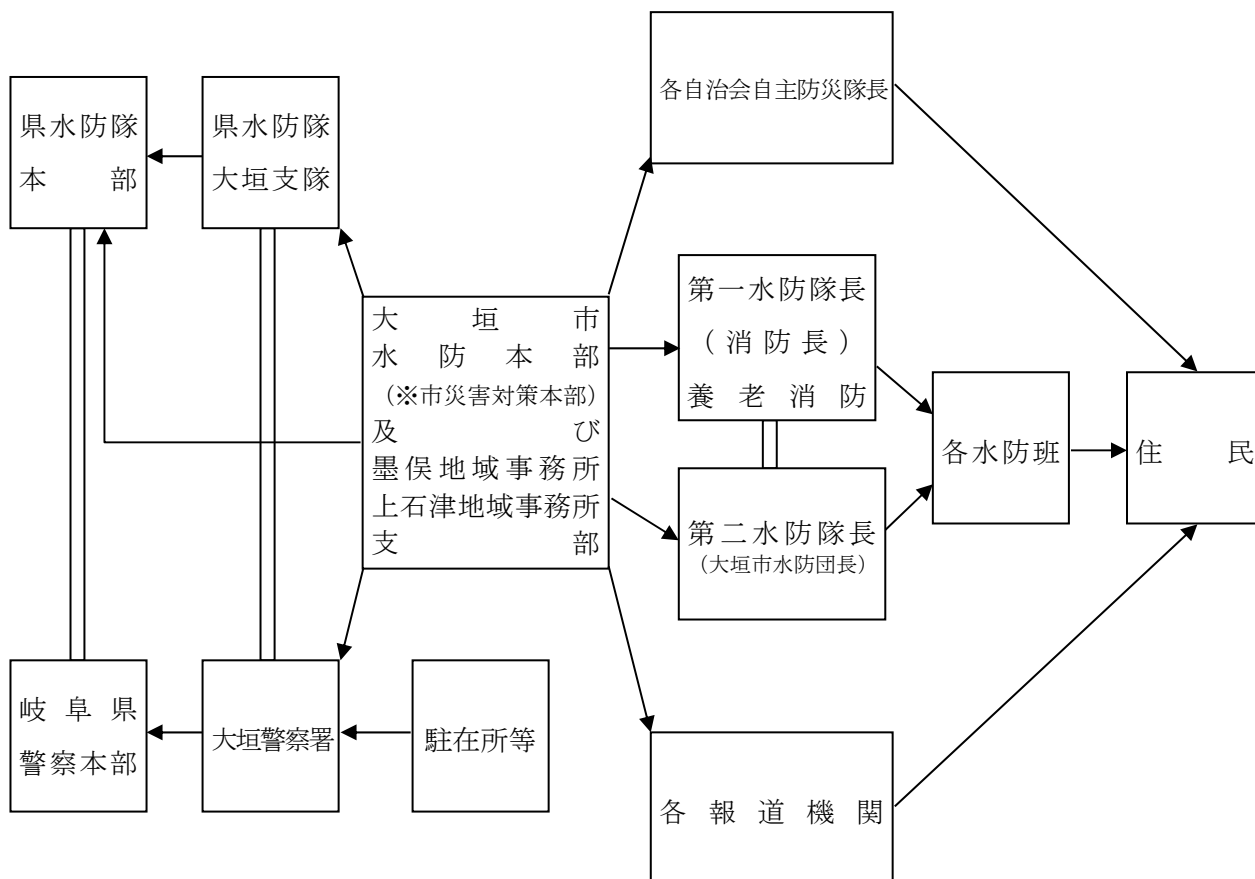 各自治会自主防災隊長
県水防隊
本部
県水防隊
大垣支隊
大垣市
水防本部
（※市災害対策本部）
及び
墨俣地域事務所
上石津地域事務所
支部
第一水防隊長
（消防長）
養老消防
第二水防隊長
（大垣市水防団長）
各水防班
住民
岐阜県
警察本部
大垣警察署
駐在所等
各報道機関